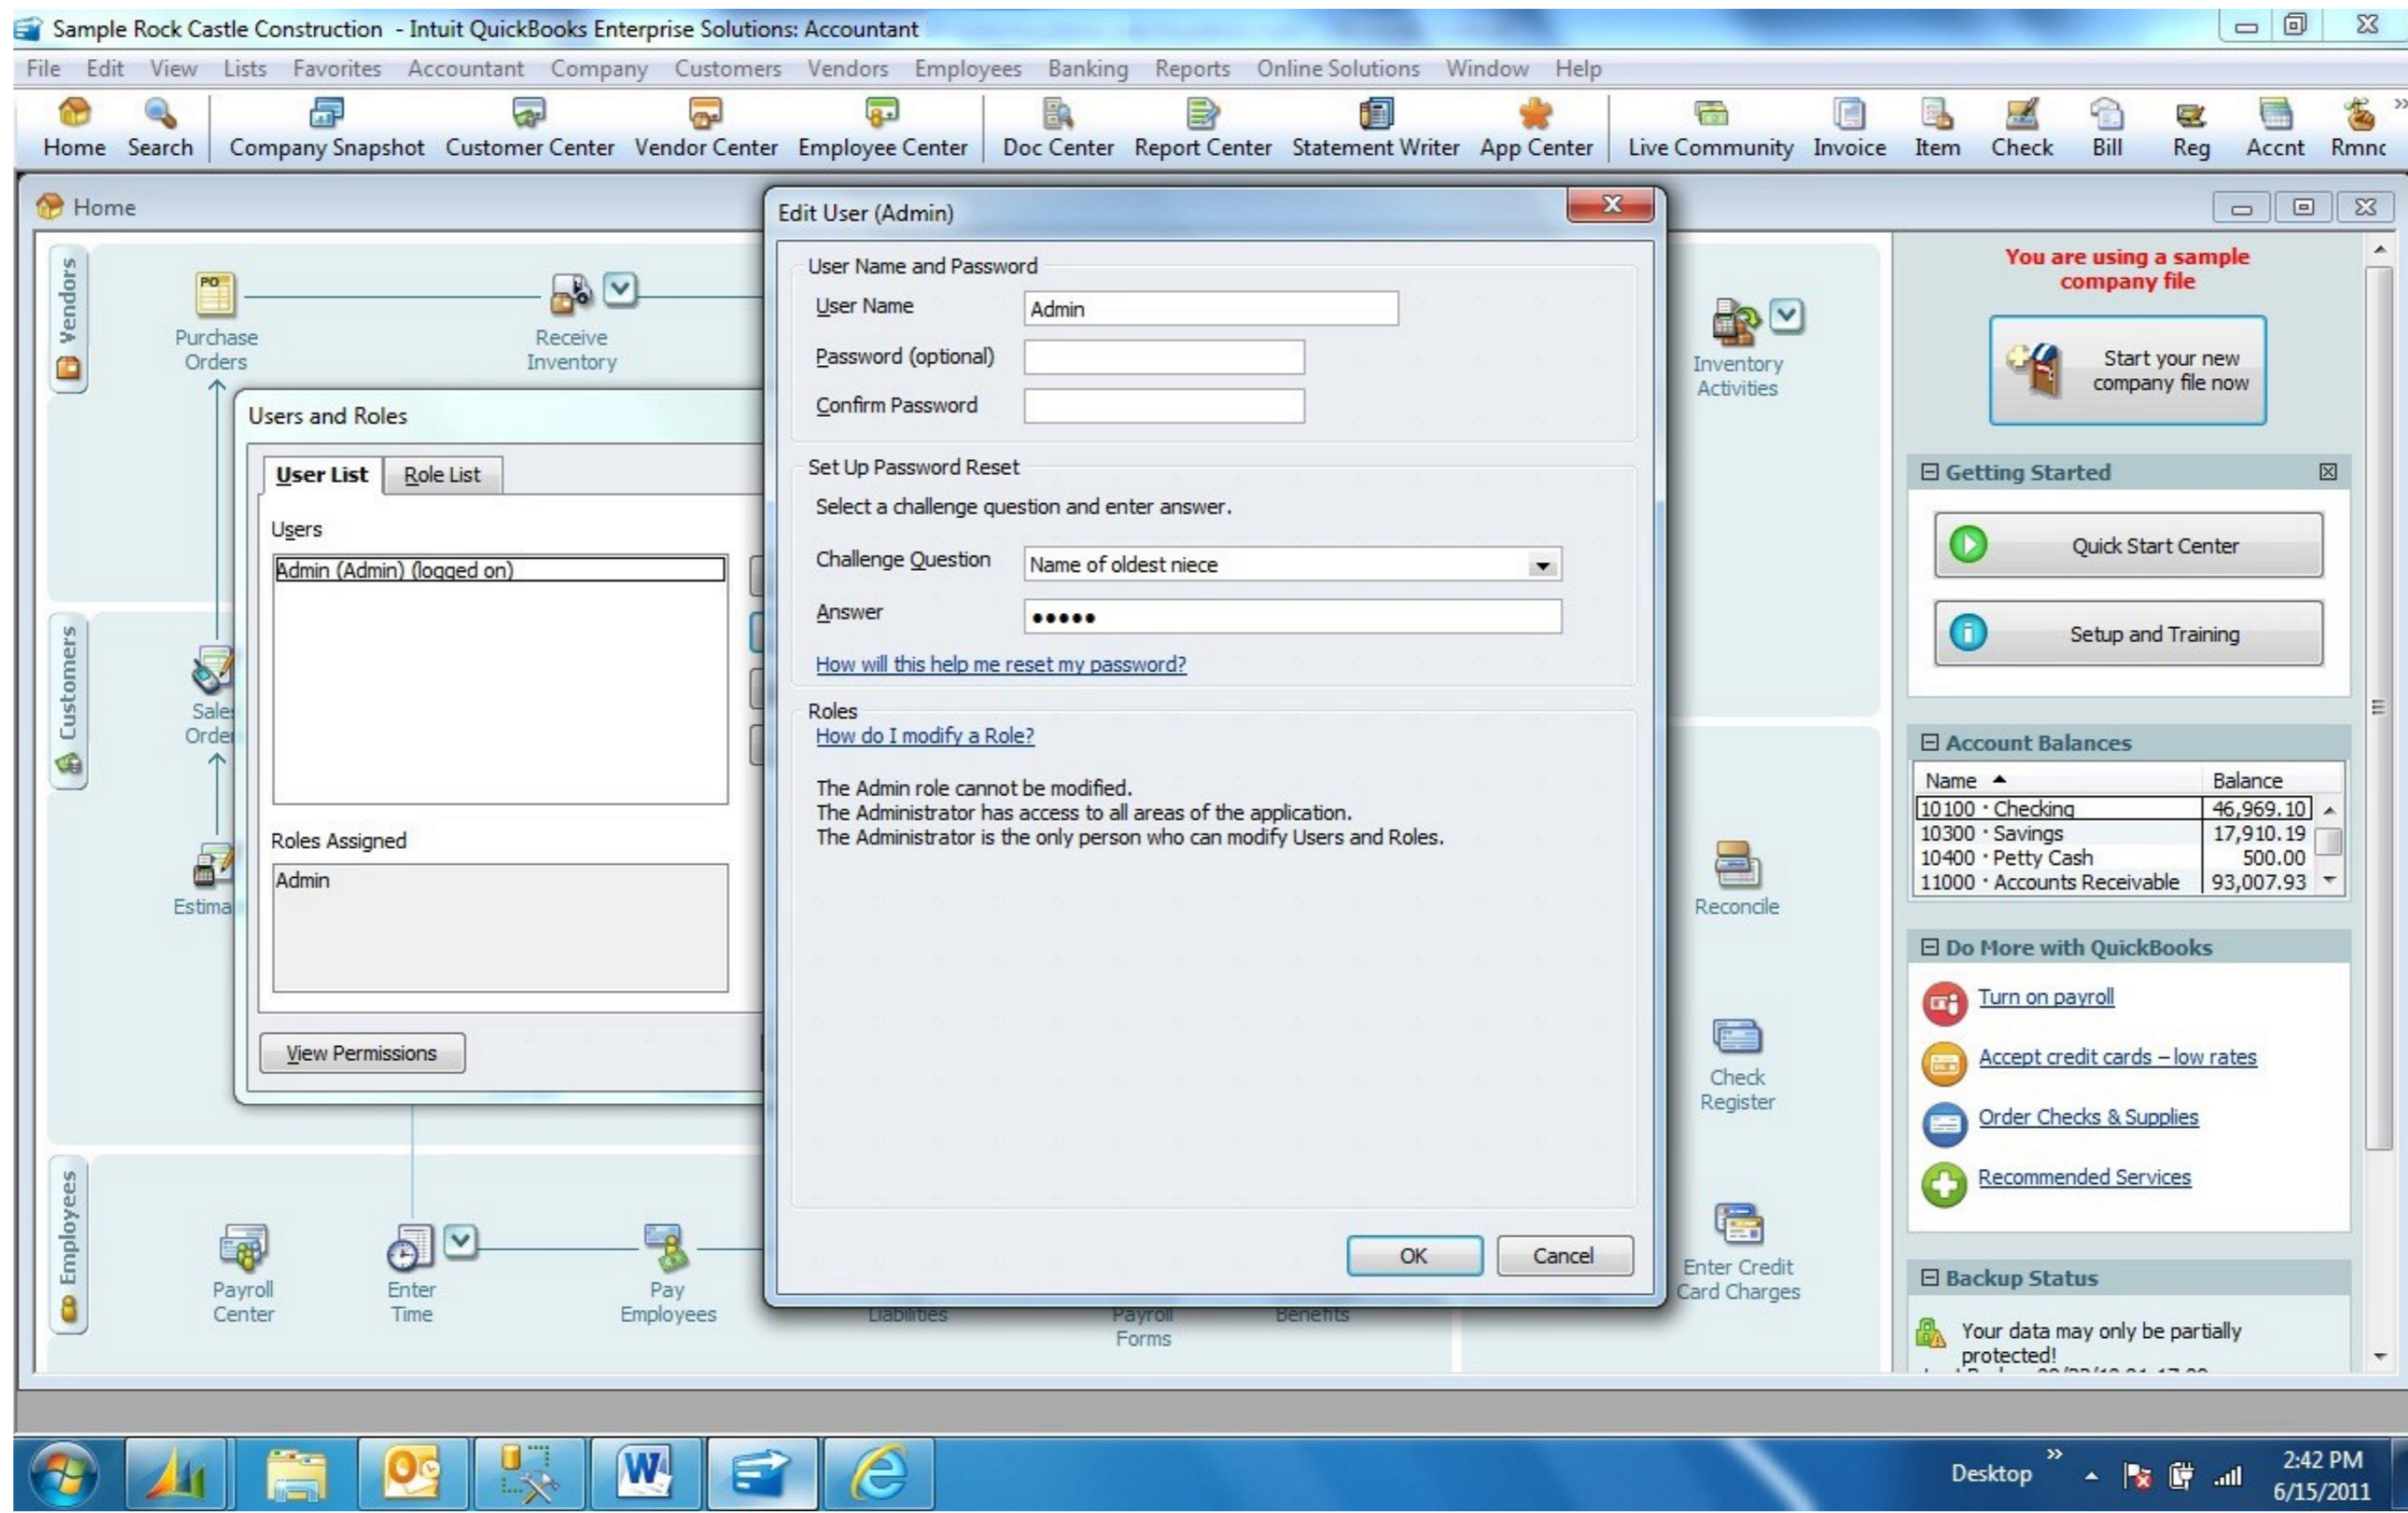 Sample Rock Castle Construction - Intuit QuickBooks Enterprise Solutions: Accountant
File Edit View Lists Favorites Accountant Company Customers Vendors Employees Banking Reports Online Solutions Window Help
Home Search Company Snapshot Customer Center Vendor Center Employee Center Doc Center Report Center Statement Writer App Center Live Community Invoice Item Check Bill Reg Accnt Rmnc
Home
Vendors
PO
Purchase
Orders
Receive
Inventory
Inventory
Activities
Customers
Sales
Order
Estima
Users and Roles
User List Role List
Users
Admin (Admin) (logged on)
Roles Assigned
Admin
View Permissions
Edit User (Admin)
User Name and Password
User Name Admin
Password (optional)
Confirm Password
Set Up Password Reset
Select a challenge question and enter answer.
Challenge Question Name of oldest niece
Answer •••••
How will this help me reset my password?
Roles
How do I modify a Role?
The Admin role cannot be modified.
The Administrator has access to all areas of the application.
The Administrator is the only person who can modify Users and Roles.
OK Cancel
Reconcile
Check
Register
Enter Credit
Card Charges
Employees
Payroll
Center
Enter
Time
Pay
Employees
Liabilities
Payroll
Forms
Benefits
You are using a sample
company file
Start your new
company file now
Getting Started
Quick Start Center
Setup and Training
Account Balances
Name Balance
10100 · Checking 46,969.10
10300 · Savings 17,910.19
10400 · Petty Cash 500.00
11000 · Accounts Receivable 93,007.93
Do More with QuickBooks
Turn on payroll
Accept credit cards – low rates
Order Checks & Supplies
Recommended Services
Backup Status
Your data may only be partially
protected!
Desktop
2:42 PM
6/15/2011